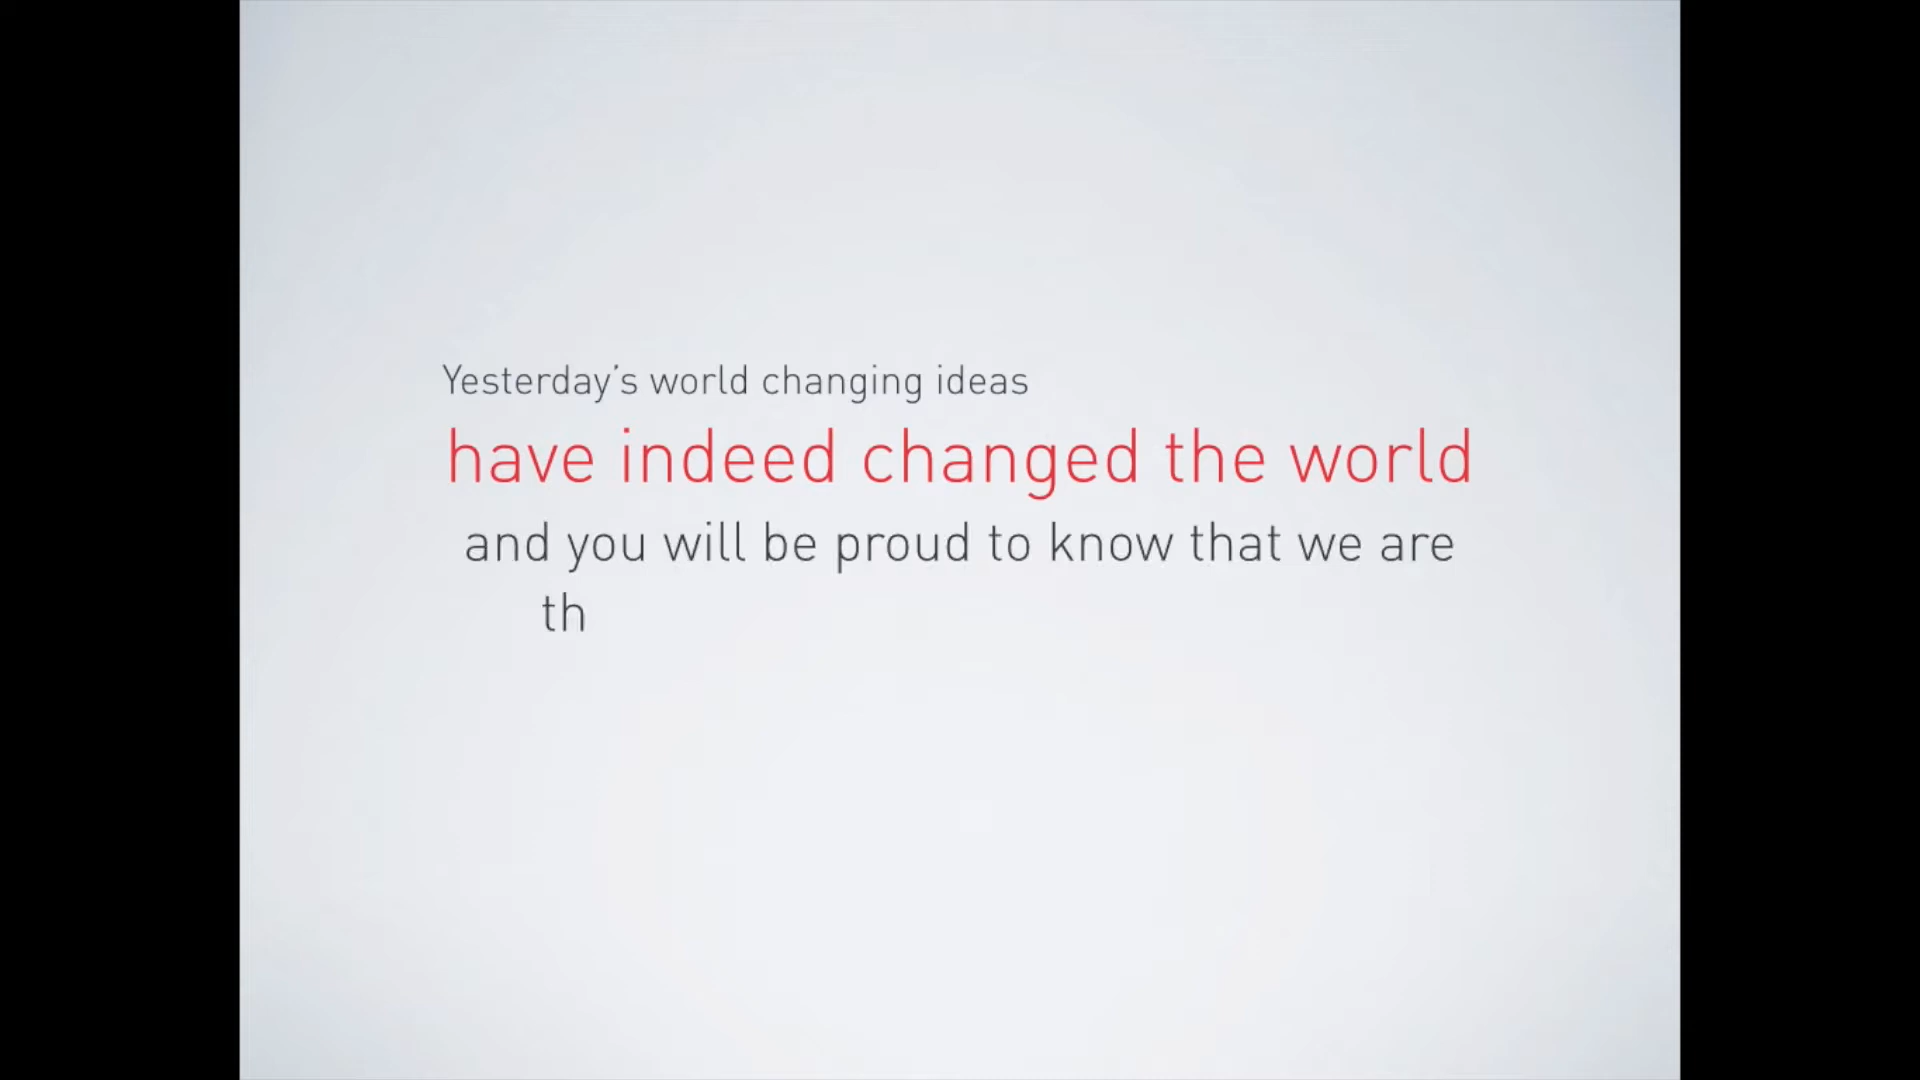 Yesterday’s world changing ideas
have indeed changed the world
and you will be proud to know that we are
th